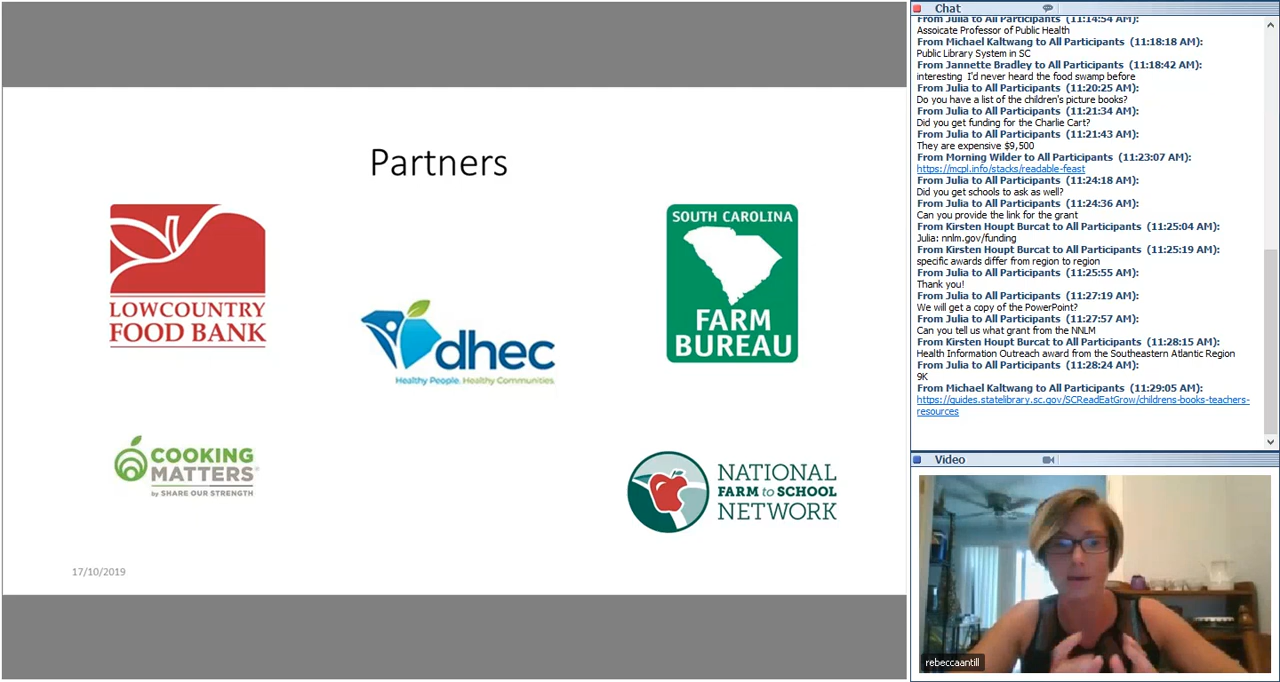 Partners
LOWCOUNTRY
FOOD BANK
dhec
Healthy People. Healthy Communities.
SOUTH CAROLINA
FARM
BUREAU
COOKING
MATTERS®
by SHARE OUR STRENGTH
NATIONAL
FARM to SCHOOL
NETWORK
17/10/2019
Chat
From Julia to All Participants (11:14:54 AM):
Assoicate Professor of Public Health
From Michael Kaltwang to All Participants (11:18:18 AM):
Public Library System in SC
From Jannette Bradley to All Participants (11:18:42 AM):
interesting I'd never heard the food swamp before
From Julia to All Participants (11:20:25 AM):
Do you have a list of the children's picture books?
From Julia to All Participants (11:21:34 AM):
Did you get funding for the Charlie Cart?
From Julia to All Participants (11:21:43 AM):
They are expensive $9,500
From Morning Wilder to All Participants (11:23:07 AM):
https://mcpl.info/stacks/readable-feast
From Julia to All Participants (11:24:18 AM):
Did you get schools to ask as well?
From Julia to All Participants (11:24:36 AM):
Can you provide the link for the grant
From Kirsten Houpt Burcat to All Participants (11:25:04 AM):
Julia: nnlm.gov/funding
From Kirsten Houpt Burcat to All Participants (11:25:19 AM):
specific awards differ from region to region
From Julia to All Participants (11:25:55 AM):
Thank you!
From Julia to All Participants (11:27:19 AM):
We will get a copy of the PowerPoint?
From Julia to All Participants (11:27:57 AM):
Can you tell us what grant from the NNLM
From Kirsten Houpt Burcat to All Participants (11:28:15 AM):
Health Information Outreach award from the Southeastern Atlantic Region
From Julia to All Participants (11:28:24 AM):
9K
From Michael Kaltwang to All Participants (11:29:05 AM):
https://guides.statelibrary.sc.gov/SCReadEatGrow/childrens-books-teachers-
resources
Video
rebeccaantill